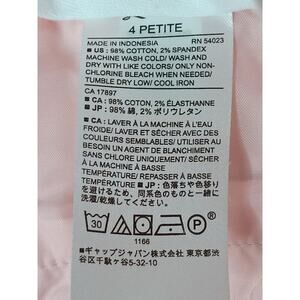 4 PETITE
MADE IN INDONESIA RN 54023
■ US : 98% COTTON, 2% SPANDEX
MACHINE WASH COLD/ WASH AND
DRY WITH LIKE COLORS/ ONLY NON-
CHLORINE BLEACH WHEN NEEDED/
TUMBLE DRY LOW/ COOL IRON
CA 17897
■ CA : 98% COTON, 2% ÉLASTHANNE
■ JP : 98% 綿, 2% ポリウレタン
■ CA : LAVER À LA MACHINE À L'EAU
FROIDE/ LAVER ET SÉCHER AVEC DES
COULEURS SEMBLABLES/ UTILISER AU
BESOIN UN AGENT DE BLANCHIMENT
SANS CHLORE UNIQUEMENT/ SÉCHER
À LA MACHINE À BASSE
TEMPÉRATURE/ REPASSER À BASSE
TEMPÉRATURE ■ JP : 色落ちや色移り
を避けるため、同系色のものと一緒に
洗濯/乾燥してください。
30
P
1166
■ギャップジャパン株式会社 東京都渋
谷区千駄ヶ谷5-32-10